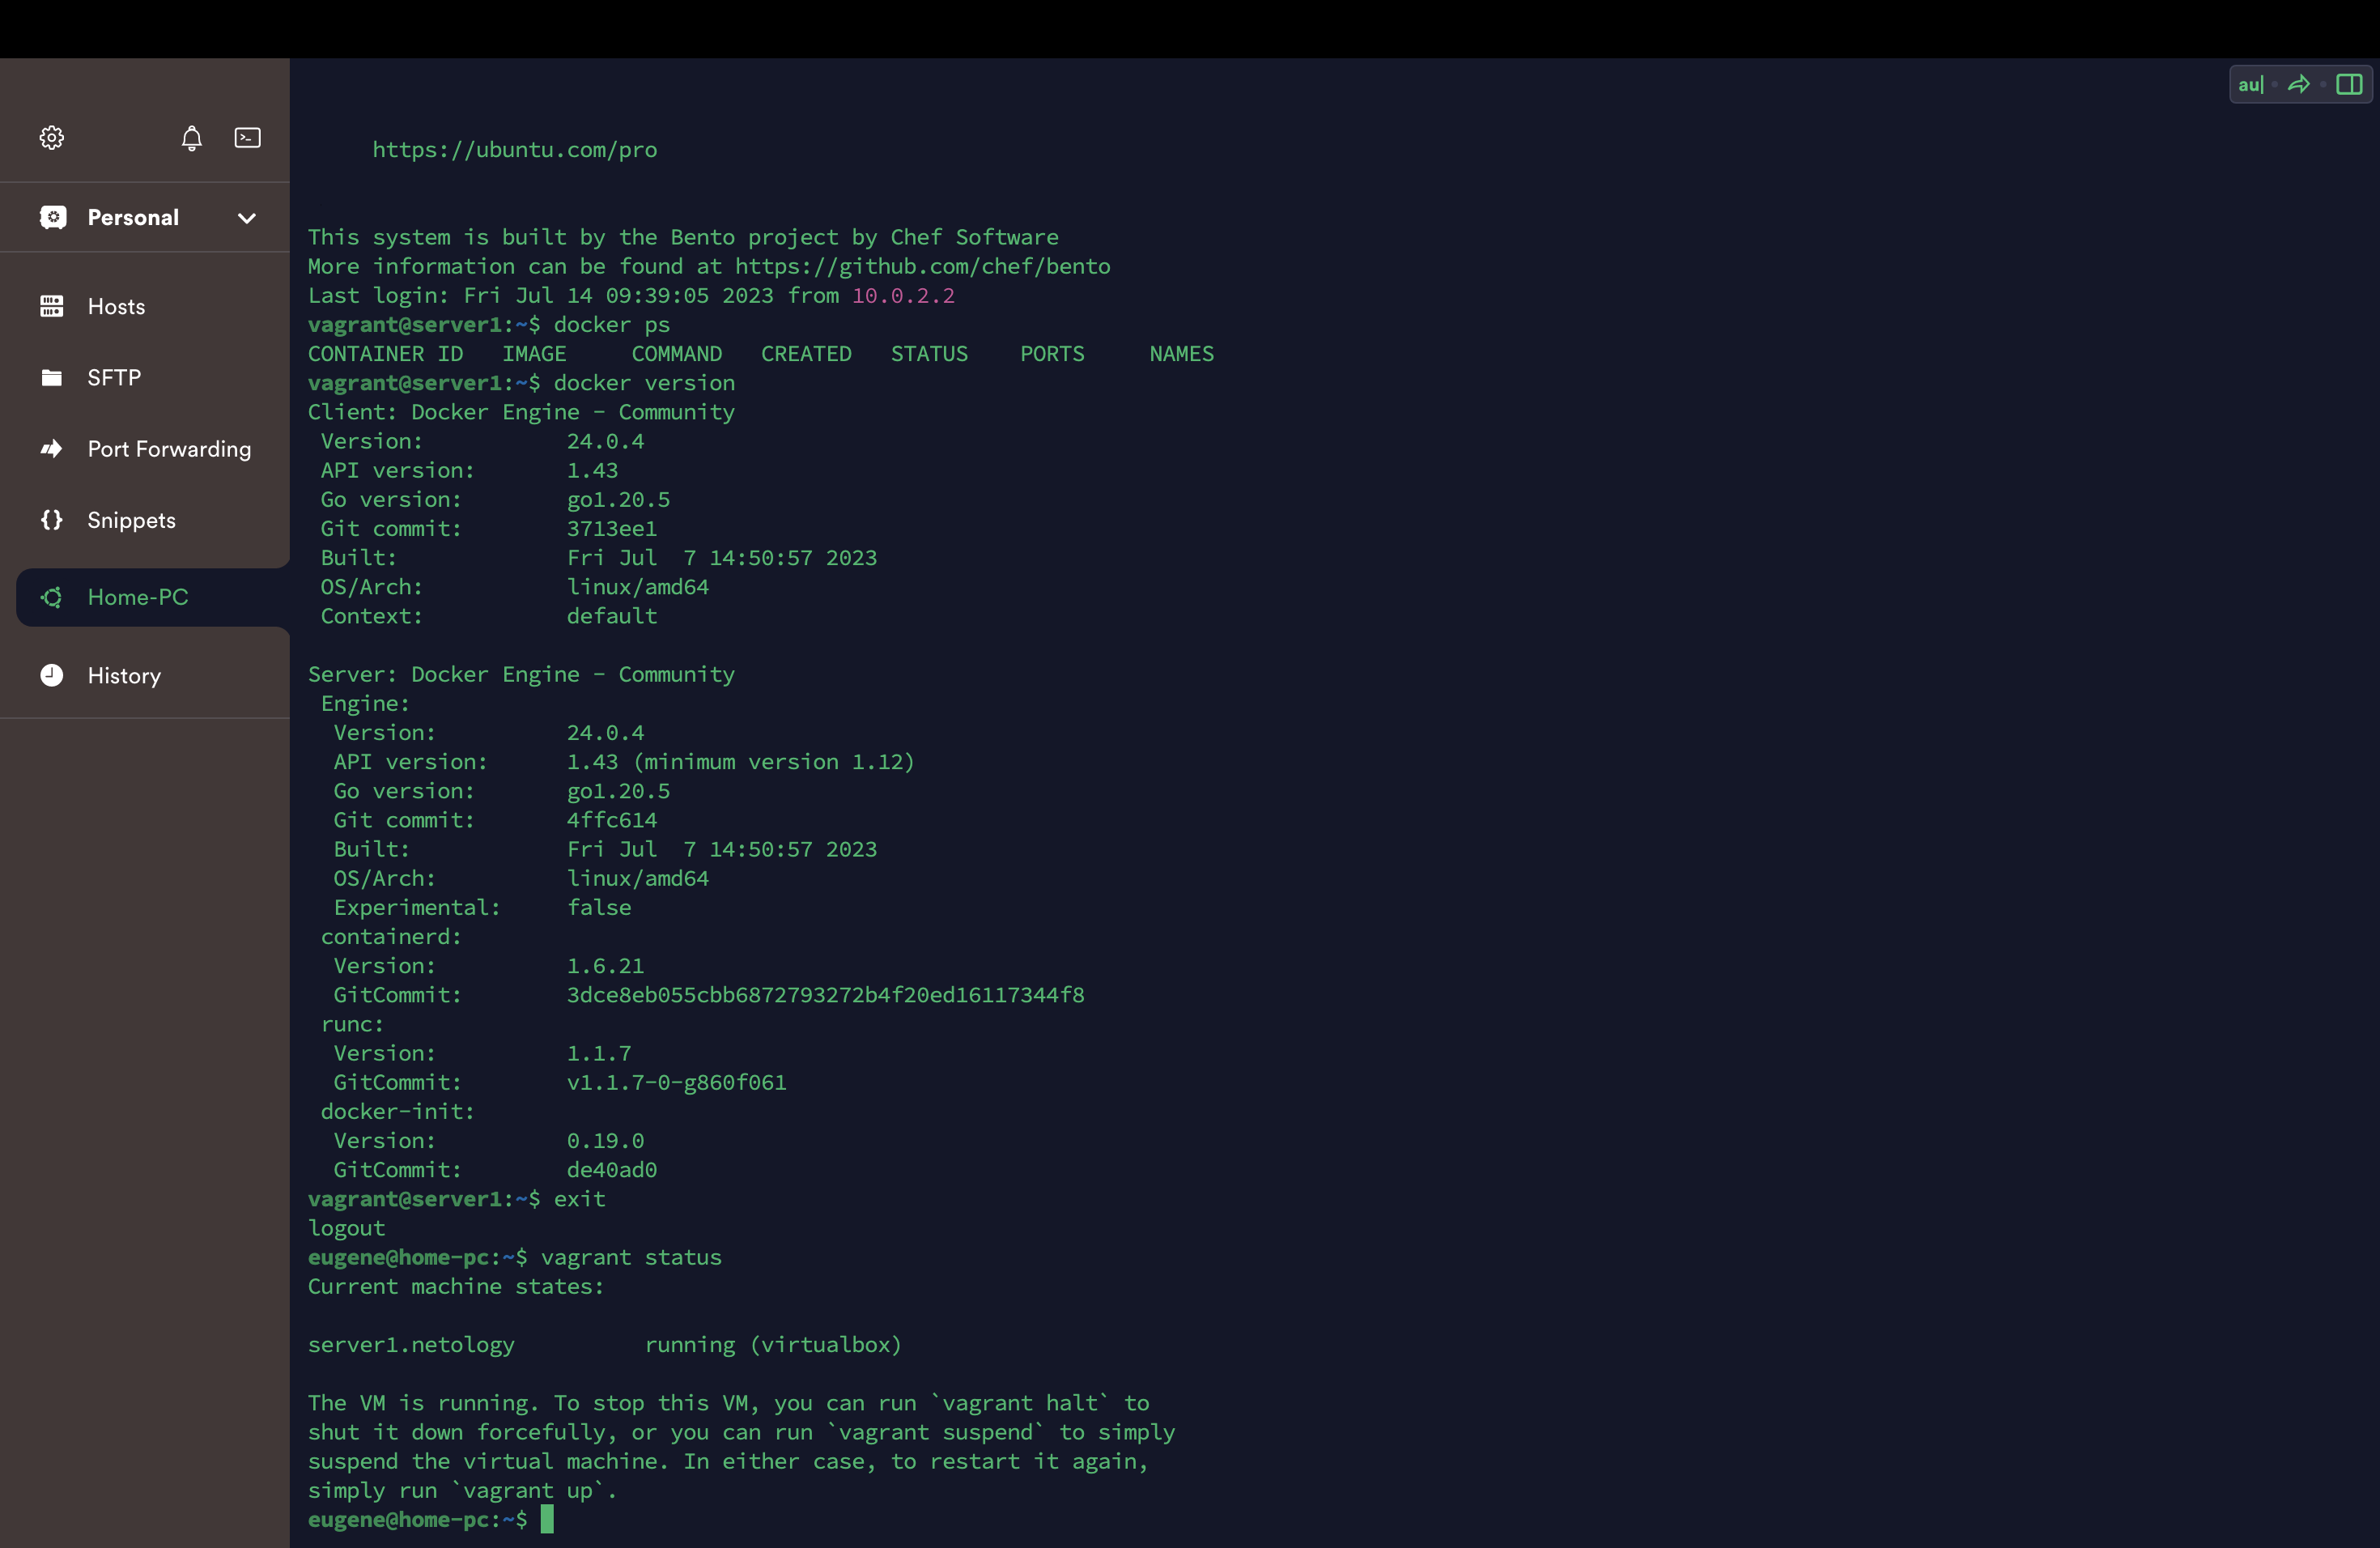 au
Personal
Hosts
SFTP
Port Forwarding
Snippets
Home-PC
History
https://ubuntu.com/pro
This system is built by the Bento project by Chef Software
More information can be found at https://github.com/chef/bento
Last login: Fri Jul 14 09:39:05 2023 from 10.0.2.2
vagrant@server1:~$ docker ps
CONTAINER ID   IMAGE     COMMAND   CREATED   STATUS    PORTS     NAMES
vagrant@server1:~$ docker version
Client: Docker Engine - Community
 Version:           24.0.4
 API version:       1.43
 Go version:        go1.20.5
 Git commit:        3713ee1
 Built:             Fri Jul  7 14:50:57 2023
 OS/Arch:           linux/amd64
 Context:           default
Server: Docker Engine - Community
 Engine:
  Version:          24.0.4
  API version:      1.43 (minimum version 1.12)
  Go version:       go1.20.5
  Git commit:       4ffc614
  Built:            Fri Jul  7 14:50:57 2023
  OS/Arch:          linux/amd64
  Experimental:     false
 containerd:
  Version:          1.6.21
  GitCommit:        3dce8eb055cbb6872793272b4f20ed16117344f8
 runc:
  Version:          1.1.7
  GitCommit:        v1.1.7-0-g860f061
 docker-init:
  Version:          0.19.0
  GitCommit:        de40ad0
vagrant@server1:~$ exit
logout
eugene@home-pc:~$ vagrant status
Current machine states:
server1.netology          running (virtualbox)
The VM is running. To stop this VM, you can run `vagrant halt` to
shut it down forcefully, or you can run `vagrant suspend` to simply
suspend the virtual machine. In either case, to restart it again,
simply run `vagrant up`.
eugene@home-pc:~$